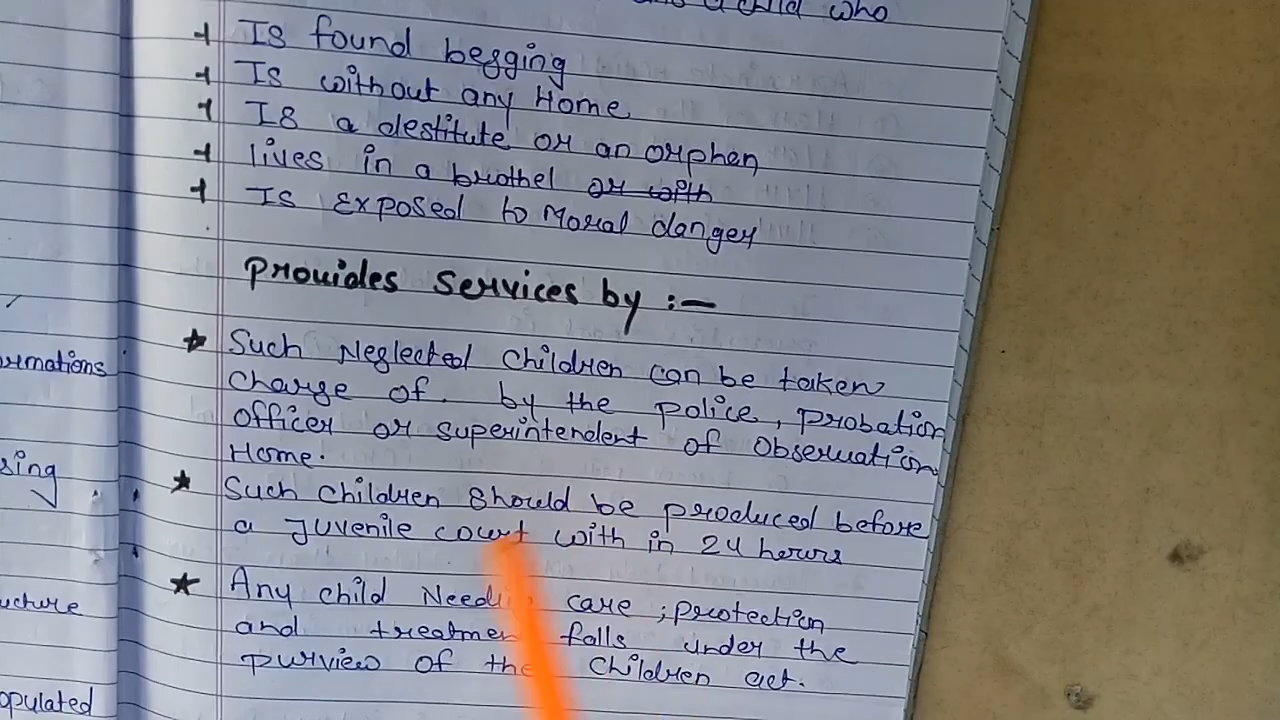 a child who
Is found begging
Is without any Home
Is a destitute or an orphen
lives in a brothel or with
Is Exposed to Moral danger
Provides Services by :-
Such Neglected children can be taken
charge of. by the police, probation
officer or superintendent of Observation
Home.
Such children should be produced before
a Juvenile court with in 24 hours
Any child Needi care ; protection
and treatmen falls under the
purview of the children act.
ormations
sing
ucture
opulated